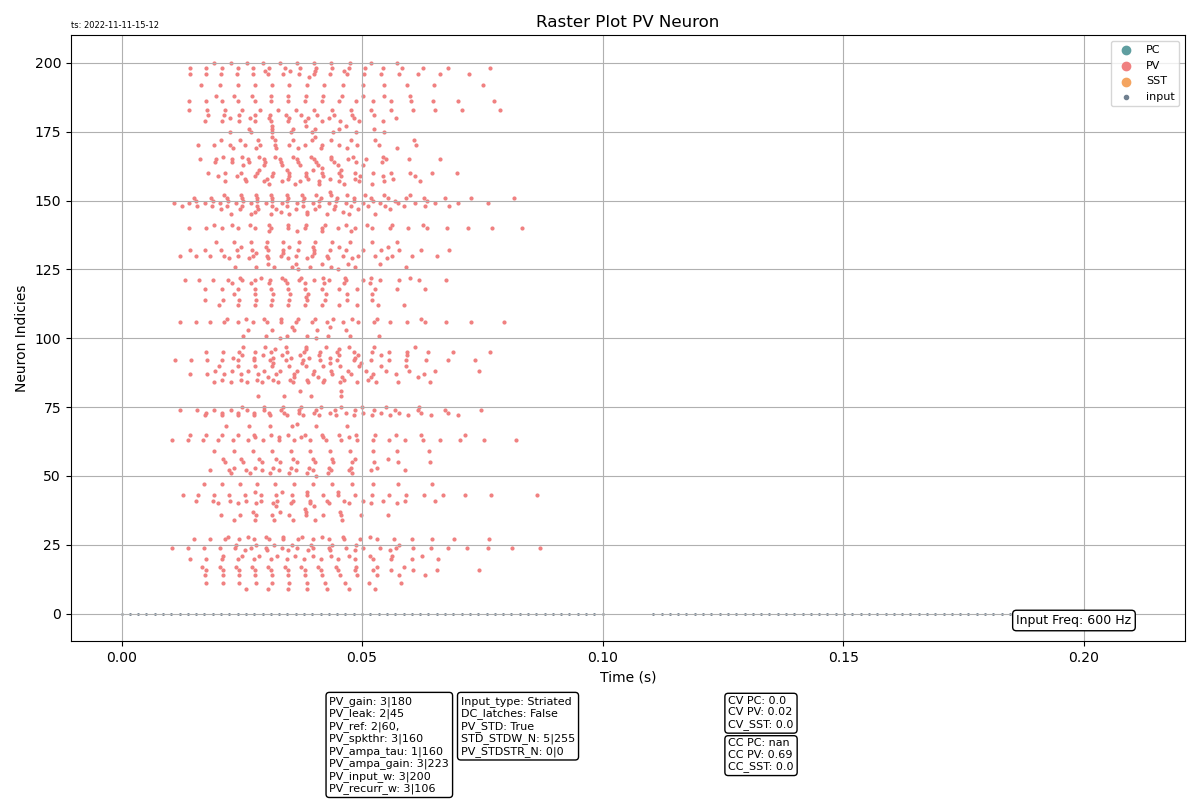 ts: 2022-11-11-15-12
Raster Plot PV Neuron
PC
PV
SST
input
200
175
150
125
100
75
50
25
0
Neuron Indicies
Input Freq: 600 Hz
0.00
0.05
0.10
0.15
0.20
Time (s)
PV_gain: 3|180
PV_leak: 2|45
PV_ref: 2|60,
PV_spkthr: 3|160
PV_ampa_tau: 1|160
PV_ampa_gain: 3|223
PV_input_w: 3|200
PV_recurr_w: 3|106
Input_type: Striated
DC_latches: False
PV_STD: True
STD_STDW_N: 5|255
PV_STDSTR_N: 0|0
CV PC: 0.0
CV PV: 0.02
CV_SST: 0.0
CC PC: nan
CC PV: 0.69
CC_SST: 0.0